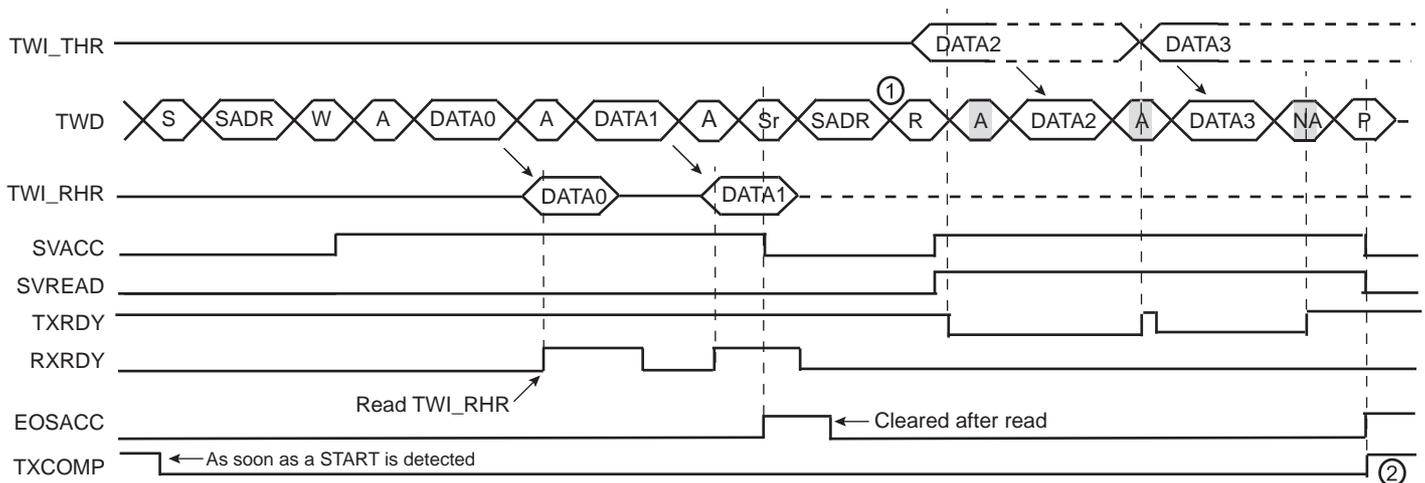 TWI_THR DATA2 DATA3
①
TWD S SADR W A DATA0 A DATA1 A Sr SADR R A DATA2 A DATA3 NA P
TWI_RHR DATA0 DATA1
SVACC
SVREAD
TXRDY
RXRDY
Read TWI_RHR
EOSACC Cleared after read
TXCOMP As soon as a START is detected ②